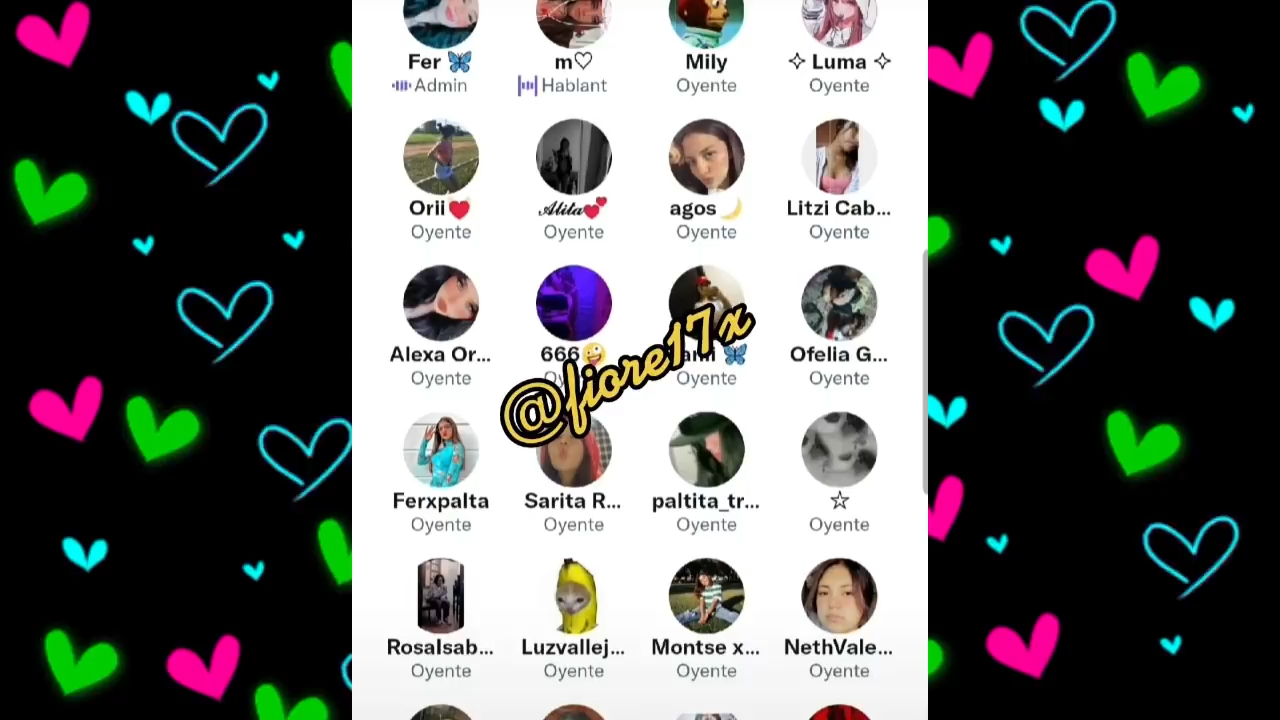 Fer 🦋 m♡ Mily ✧ Luma ✧
Admin Hablant Oyente Oyente
Orii💓 𝓐𝓵𝓲𝓽𝓪💕 agos🌙 Litzi Cab...
Oyente Oyente Oyente Oyente
Alexa Or... 666🤪 🦋 Ofelia G...
Oyente Oyente Oyente
@fiore17x
Ferxpalta Sarita R... paltita_tr... ☆
Oyente Oyente Oyente Oyente
Rosalsab... Luzvallej... Montse x... NethVale...
Oyente Oyente Oyente Oyente